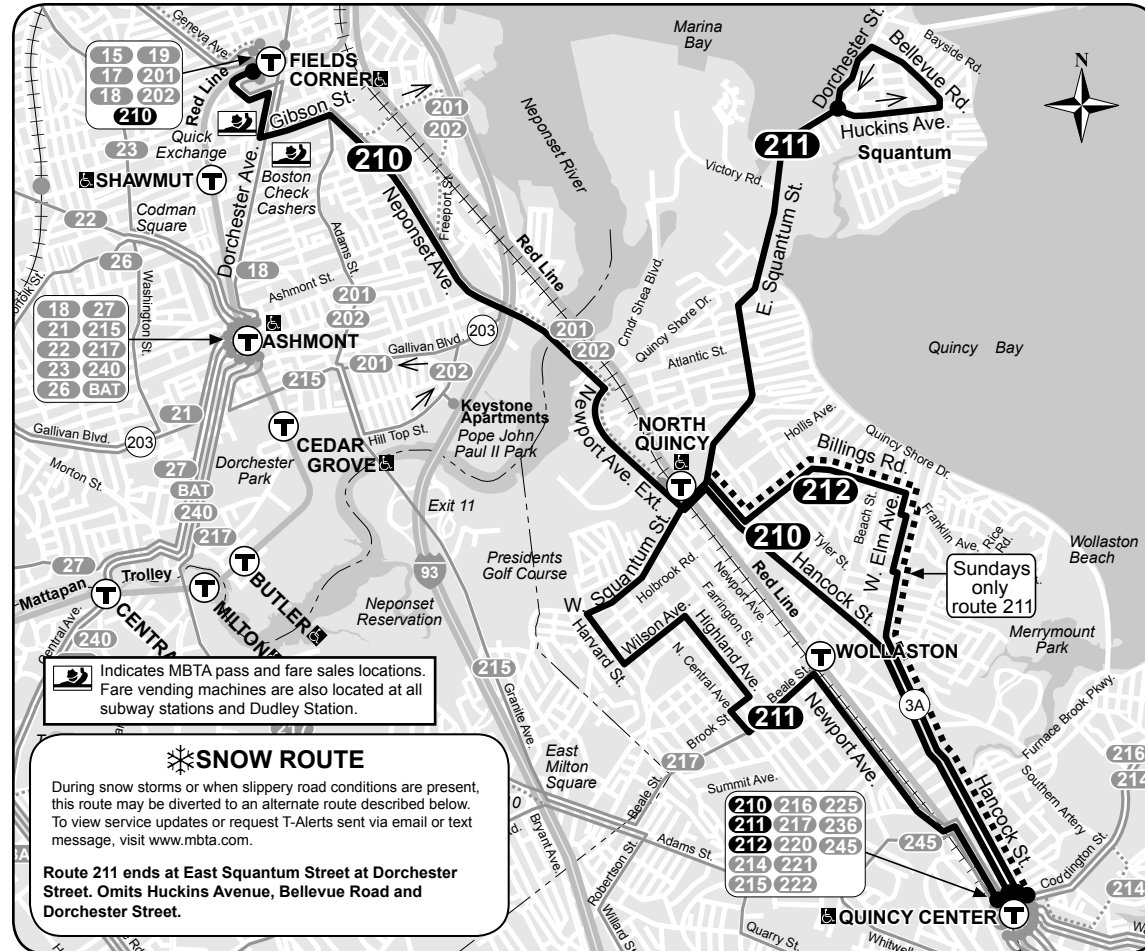 Geneva Ave.
15 19
17 201
18 202
210
Red Line
T FIELDS
CORNER
Gibson St.
Quick
Exchange
Boston
Check
Cashers
210
201
202
Marina
Bay
Neponset River
Dorchester St.
Bellevue Rd.
Bayside Rd.
Huckins Ave.
Squantum
211
Victory Rd.
N
23
SHAWMUT T
Codman
Square
22
26
Dorchester Ave.
18
Adams St.
Neponset Ave.
Freeport St.
Red Line
E. Squantum St.
Washington St.
Ashmont St.
201
202
18 27
21 215
22 217
23 240
26 BAT
T ASHMONT
203
Gallivan Blvd.
201
202
201
202
215
Cmdr Shea Blvd.
Quincy Shore Dr.
Atlantic St.
Quincy Bay
Keystone
Apartments
Pope John
Paul II Park
Hill Top St.
21
Gallivan Blvd.
203
Morton St.
T
CEDAR
GROVE
Dorchester
Park
27
BAT
240
217
Exit 11
Newport Ave. Ext.
NORTH
QUINCY
T
Hollis Ave.
Billings Rd.
Quincy Shore Dr.
212
Beach St.
W. Elm Ave.
Franklin Ave.
Rice
Rd.
Tyler St.
210
Hancock St.
Red Line
Newport Ave.
Wollaston
Beach
Sundays
only
route 211
Merrymount
Park
Presidents
Golf Course
93
W. Squantum St.
Holbrook Rd.
Harvard St.
Wilson Ave.
Highland Ave.
Farrington St.
N. Central Ave.
Beale St.
Brook St.
211
T WOLLASTON
3A
Newport Ave.
Neponset
Reservation
27
Mattapan
Trolley
T
T
T
BUTLER
MILTON
CENTRA
Central Ave.
240
215
Granite Ave.
Indicates MBTA pass and fare sales locations.
Fare vending machines are also located at all
subway stations and Dudley Station.
217
SNOW ROUTE
During snow storms or when slippery road conditions are present,
this route may be diverted to an alternate route described below.
To view service updates or request T-Alerts sent via email or text
message, visit www.mbta.com.
Route 211 ends at East Squantum Street at Dorchester
Street. Omits Huckins Avenue, Bellevue Road and
Dorchester Street.
East
Milton
Square
217
Beale St.
Summit Ave.
Bryant Ave.
Adams St.
Robertson St.
Willard St.
210 216 225
211 217 236
212 220 245
214 221
215 222
245
Hancock St.
Furnace Brook Pkwy.
Southern Artery
216
214
Coddington St.
214
QUINCY CENTER T
Quarry St.
Whitwell